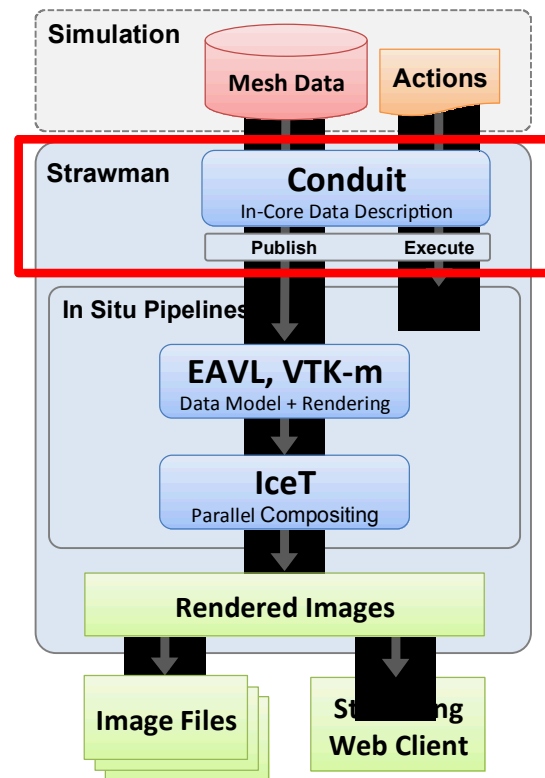 Simulation
Mesh Data
Actions
Strawman
Conduit
In-Core Data Description
Publish
Execute
In Situ Pipelines
EAVL, VTK-m
Data Model + Rendering
IceT
Parallel Compositing
Rendered Images
Image Files
Web Client